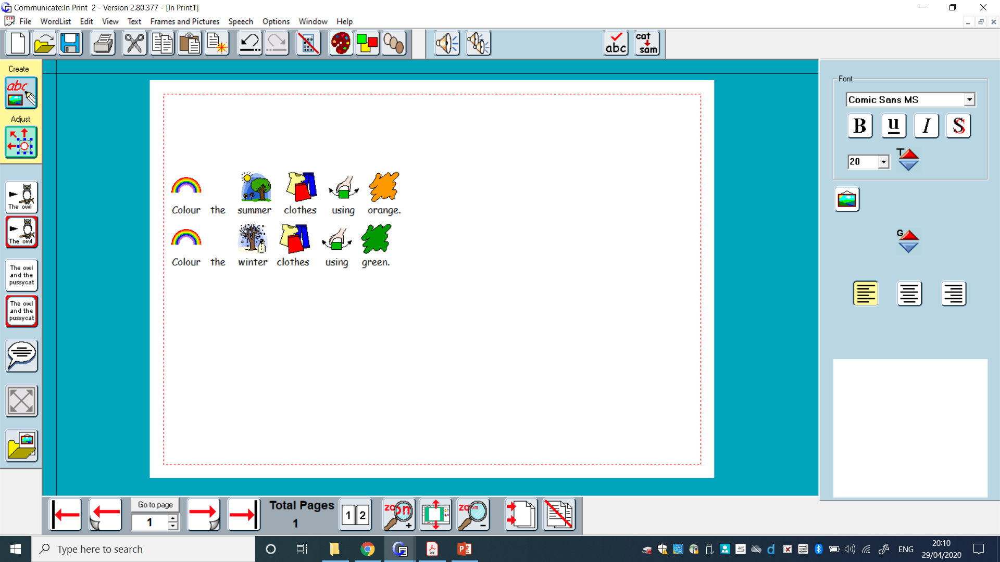 Communicate:In Print 2 - Version 2.80.377 - [In Print1]
File WordList Edit View Text Frames and Pictures Speech Options Window Help
abc
cat
sam
Create
abc
Adjust
The owl
The owl
The owl
and the
pussycat
The owl
and the
pussycat
Colour the summer clothes using orange.
Colour the winter clothes using green.
Font
Comic Sans MS
B u I S
20
T
G
Go to page
1
Total Pages
1
1 2
zoom
+
zoom
-
Type here to search
ENG
20:10
29/04/2020